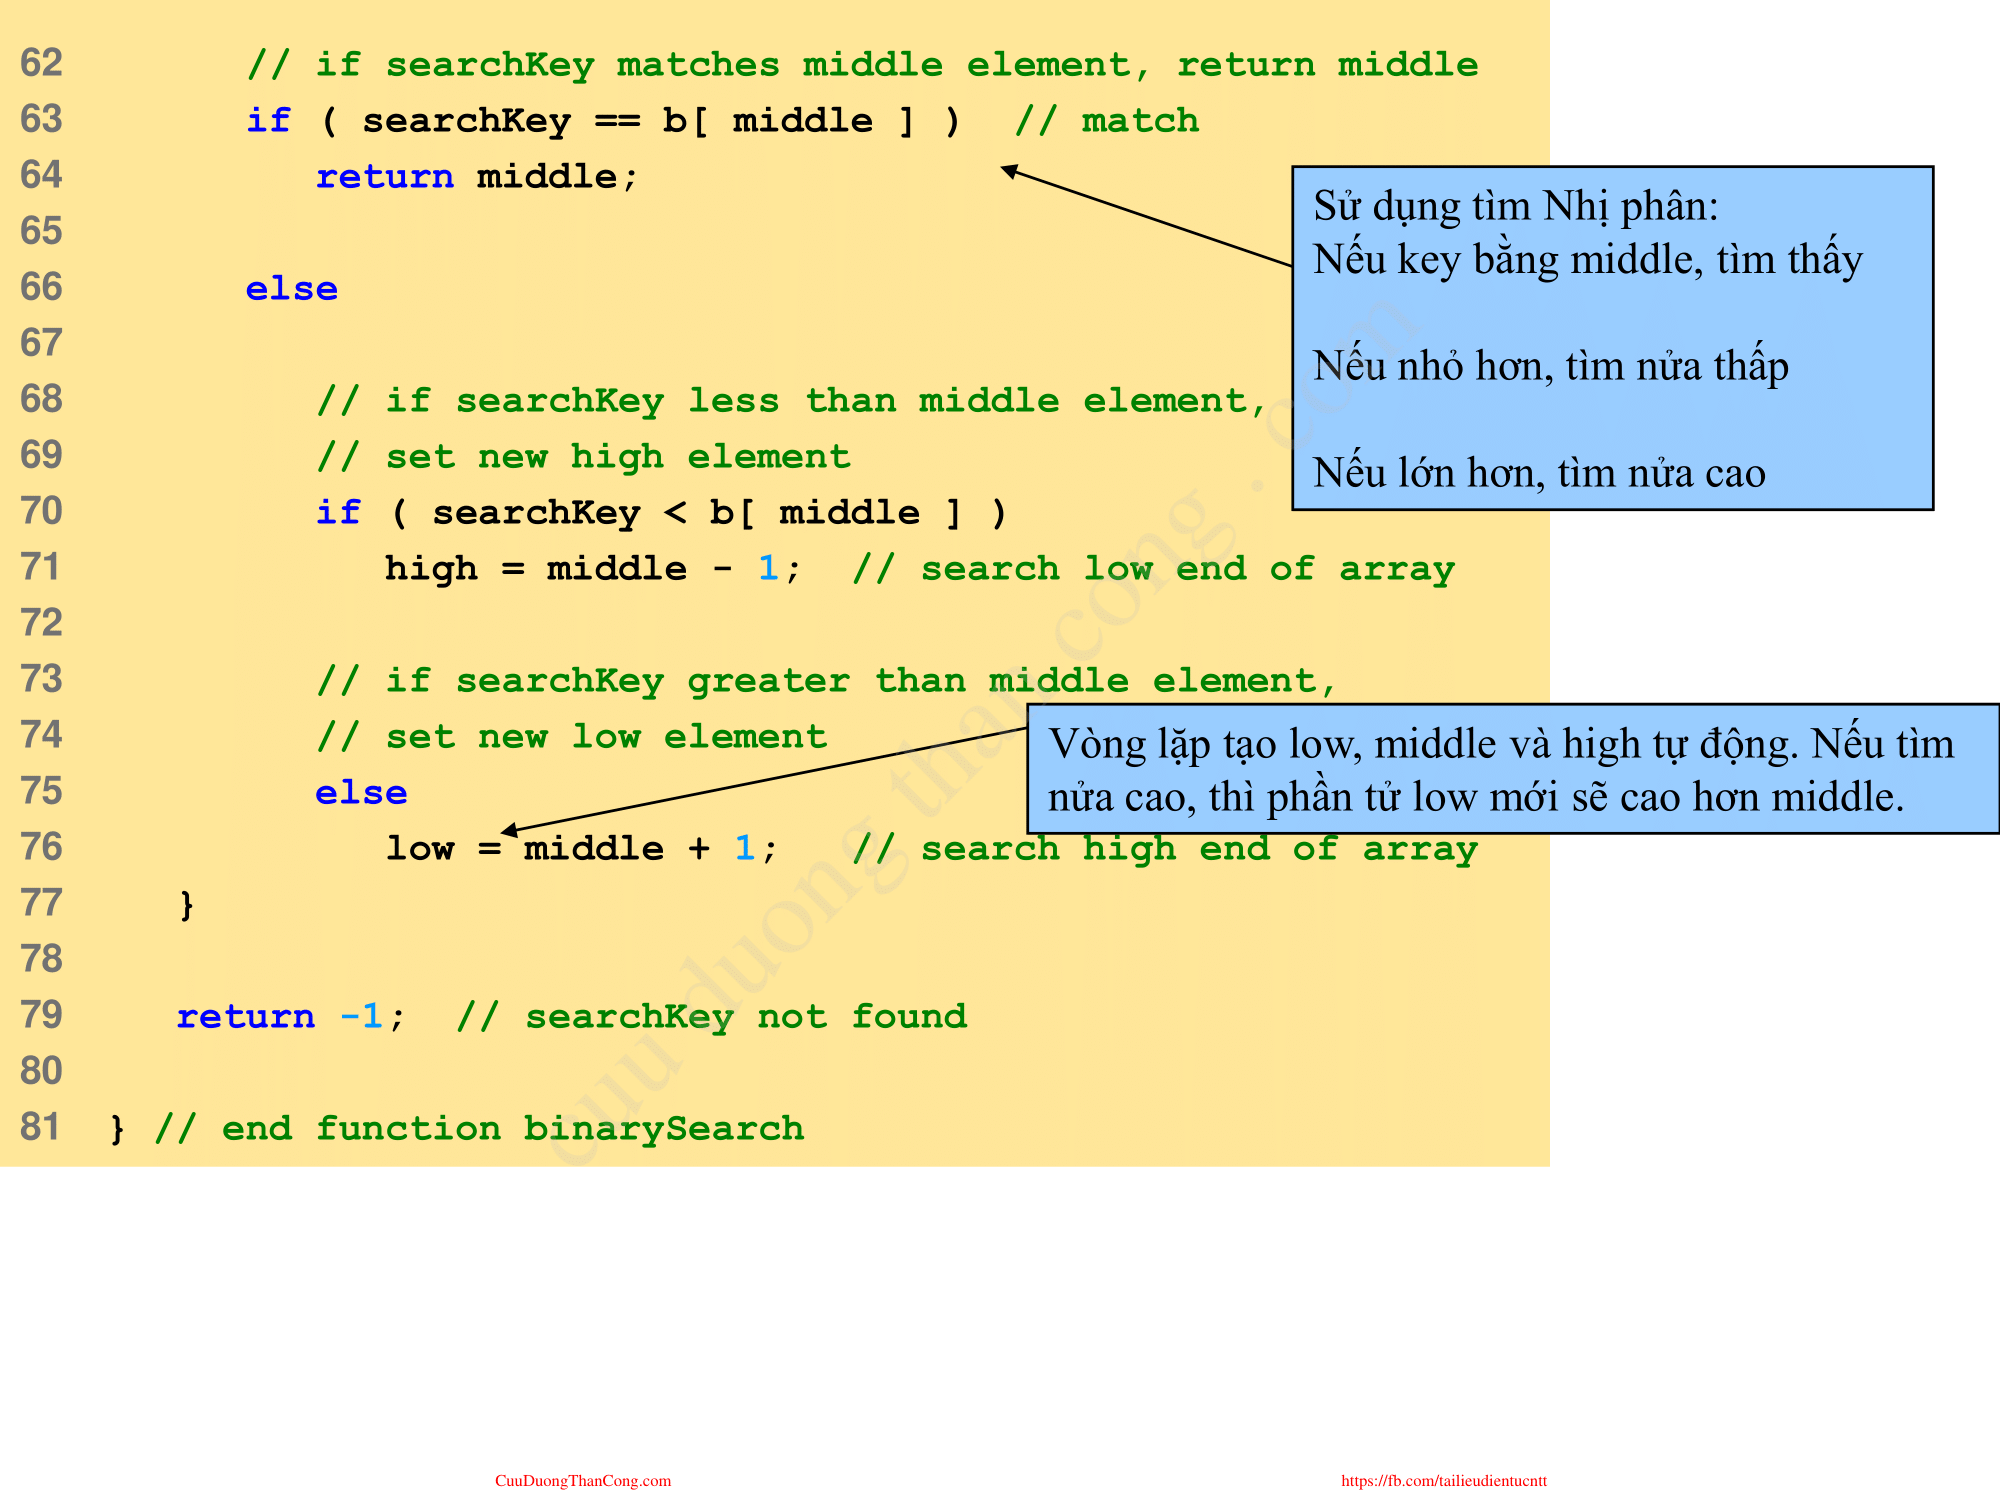 62 // if searchKey matches middle element, return middle
63 if ( searchKey == b[ middle ] ) // match
64 return middle;
65
66 else
67
68 // if searchKey less than middle element,
69 // set new high element
70 if ( searchKey < b[ middle ] )
71 high = middle - 1; // search low end of array
72
73 // if searchKey greater than middle element,
74 // set new low element
75 else
76 low = middle + 1; // search high end of array
77 }
78
79 return -1; // searchKey not found
80
81 } // end function binarySearch
Sử dụng tìm Nhị phân:
Nếu key bằng middle, tìm thấy
Nếu nhỏ hơn, tìm nửa thấp
Nếu lớn hơn, tìm nửa cao
Vòng lặp tạo low, middle và high tự động. Nếu tìm
nửa cao, thì phần tử low mới sẽ cao hơn middle.
cuu duong than cong . com
CuuDuongThanCong.com
https://fb.com/tailieudientucntt